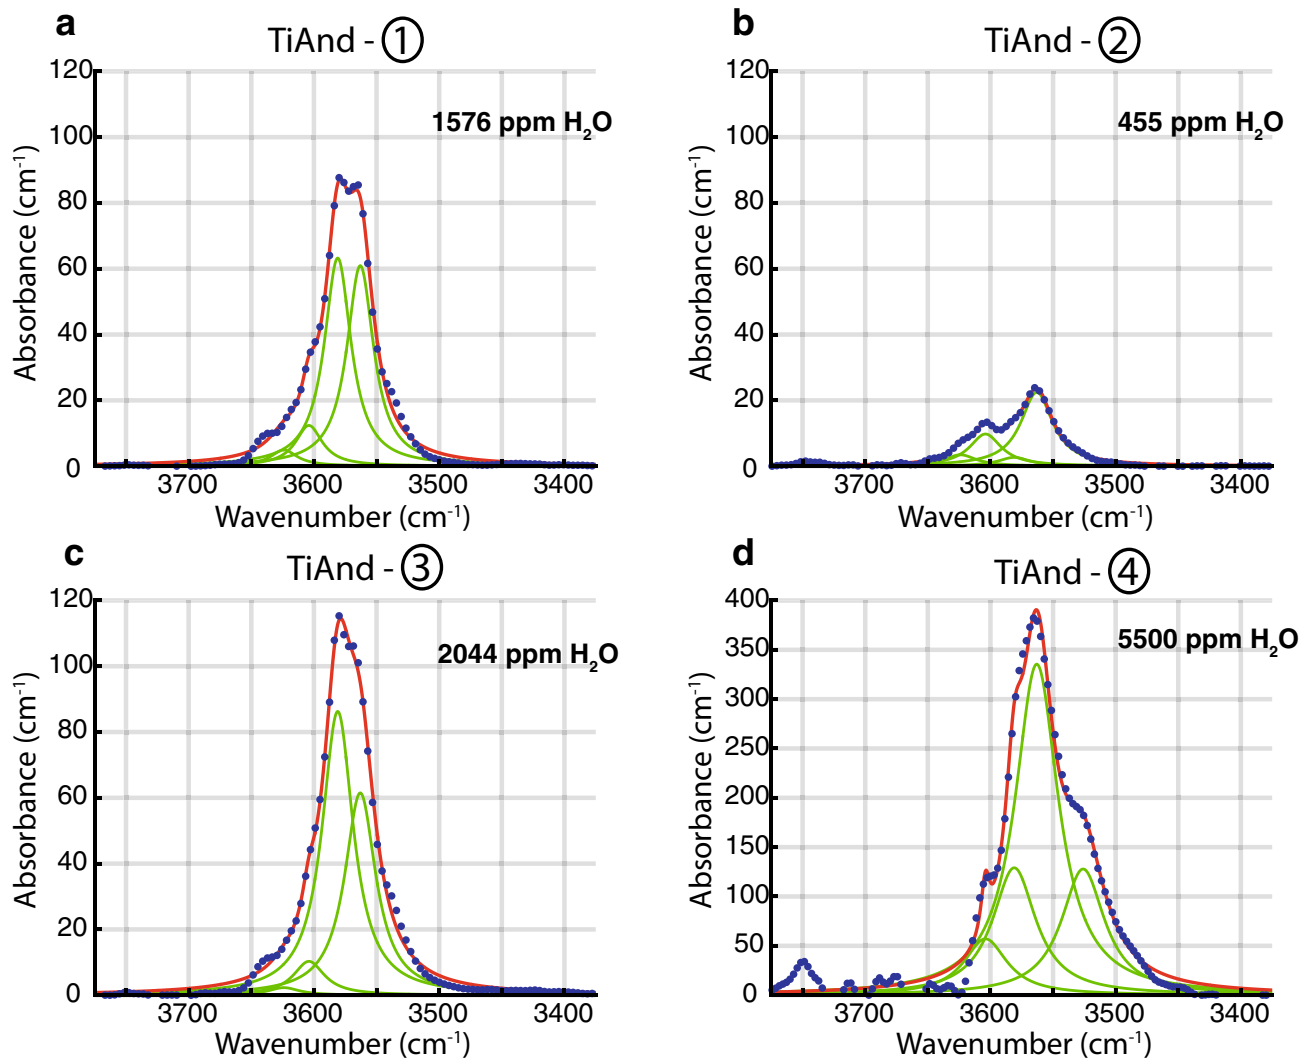 a
TiAnd - ①
1576 ppm H₂O
120
100
80
60
40
20
0
Absorbance (cm⁻¹)
3700 3600 3500 3400
Wavenumber (cm⁻¹)
b
TiAnd - ②
455 ppm H₂O
120
100
80
60
40
20
0
Absorbance (cm⁻¹)
3700 3600 3500 3400
Wavenumber (cm⁻¹)
c
TiAnd - ③
2044 ppm H₂O
120
100
80
60
40
20
0
Absorbance (cm⁻¹)
3700 3600 3500 3400
Wavenumber (cm⁻¹)
d
TiAnd - ④
5500 ppm H₂O
400
350
300
250
200
150
100
50
0
Absorbance (cm⁻¹)
3700 3600 3500 3400
Wavenumber (cm⁻¹)